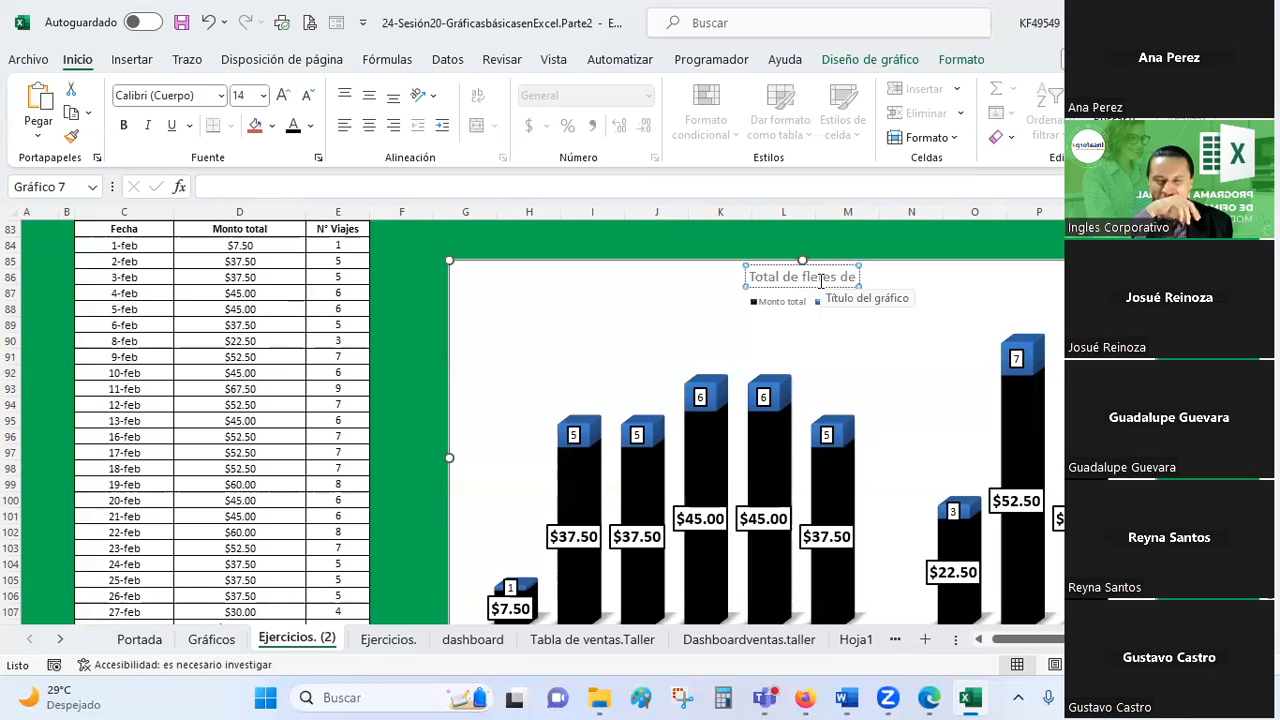 Autoguardado
24-Sesión20-GráficasbásicasenExcel.Parte2 - E...
Buscar
KF49549
Archivo Inicio Insertar Trazo Disposición de página Fórmulas Datos Revisar Vista Automatizar Programador Ayuda Diseño de gráfico Formato
Pegar
Portapapeles
Calibri (Cuerpo) 14
N K S
Fuente
Alineación
General
$ % 000
Número
Formato condicional
Dar formato como tabla
Estilos de celda
Estilos
Insertar
Eliminar
Formato
Celdas
Ordena
filtrar
Gráfico 7
fx
A B C D E F G H I J K L M N O P
83 Fecha Monto total N° Viajes
84 1-feb $7.50 1
85 2-feb $37.50 5
86 3-feb $37.50 5
87 4-feb $45.00 6
88 5-feb $45.00 6
89 6-feb $37.50 5
90 8-feb $22.50 3
91 9-feb $52.50 7
92 10-feb $45.00 6
93 11-feb $67.50 9
94 12-feb $52.50 7
95 13-feb $45.00 6
96 16-feb $52.50 7
97 17-feb $52.50 7
98 18-feb $52.50 7
99 19-feb $60.00 8
100 20-feb $45.00 6
101 21-feb $45.00 6
102 22-feb $60.00 8
103 23-feb $52.50 7
104 24-feb $37.50 5
105 25-feb $37.50 5
106 26-feb $37.50 5
107 27-feb $30.00 4
Total de fletes de
Monto total
Título del gráfico
1 5 5 6 6 5 3 7
$7.50 $37.50 $37.50 $45.00 $45.00 $37.50 $22.50 $52.50
Portada Gráficos Ejercicios. (2) Ejercicios. dashboard Tabla de ventas.Taller Dashboardventas.taller Hoja1
Listo
Accesibilidad: es necesario investigar
29°C
Despejado
Buscar
Ana Perez
Ana Perez
PROGRAMA
DE OFIM
Ingles Corporativo
Josué Reinoza
Josué Reinoza
Guadalupe Guevara
Guadalupe Guevara
Reyna Santos
Reyna Santos
Gustavo Castro
Gustavo Castro